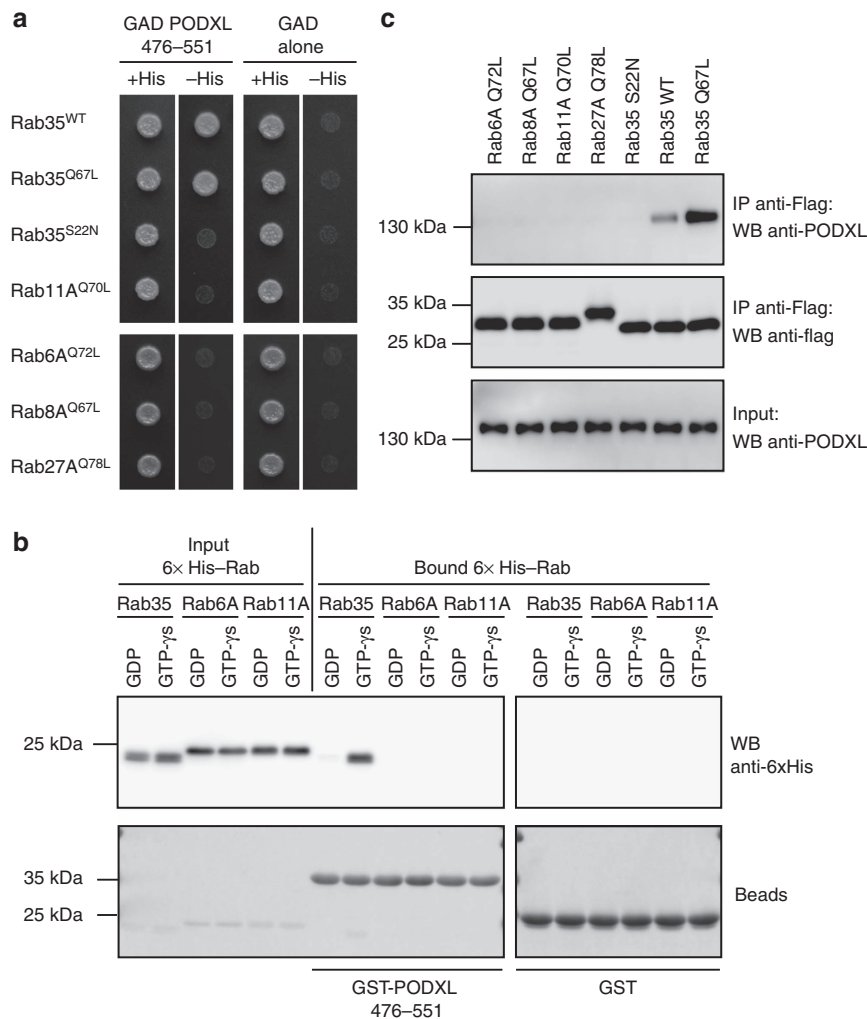 a
GAD PODXL
476–551
GAD
alone
+His –His +His –His
Rab35WT
Rab35Q67L
Rab35S22N
Rab11AQ70L
Rab6AQ72L
Rab8AQ67L
Rab27AQ78L
c
Rab6A Q72L
Rab8A Q67L
Rab11A Q70L
Rab27A Q78L
Rab35 S22N
Rab35 WT
Rab35 Q67L
130 kDa
IP anti-Flag:
WB anti-PODXL
35 kDa
25 kDa
IP anti-Flag:
WB anti-flag
130 kDa
Input:
WB anti-PODXL
b
Input
6× His–Rab
Bound 6× His–Rab
Rab35 Rab6A Rab11A Rab35 Rab6A Rab11A Rab35 Rab6A Rab11A
GDP GTP-γs GDP GTP-γs GDP GTP-γs GDP GTP-γs GDP GTP-γs GDP GTP-γs GDP GTP-γs GDP GTP-γs GDP GTP-γs
25 kDa
WB
anti-6xHis
35 kDa
25 kDa
Beads
GST-PODXL
476–551
GST